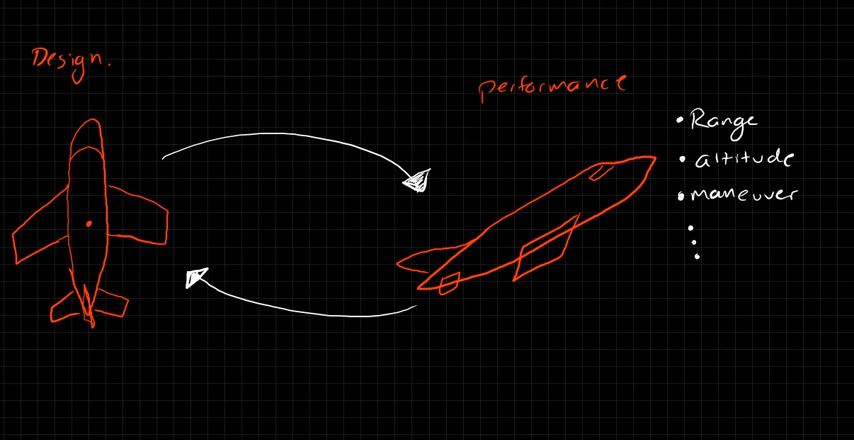 Design.
performance
• Range
• altitude
• maneuver